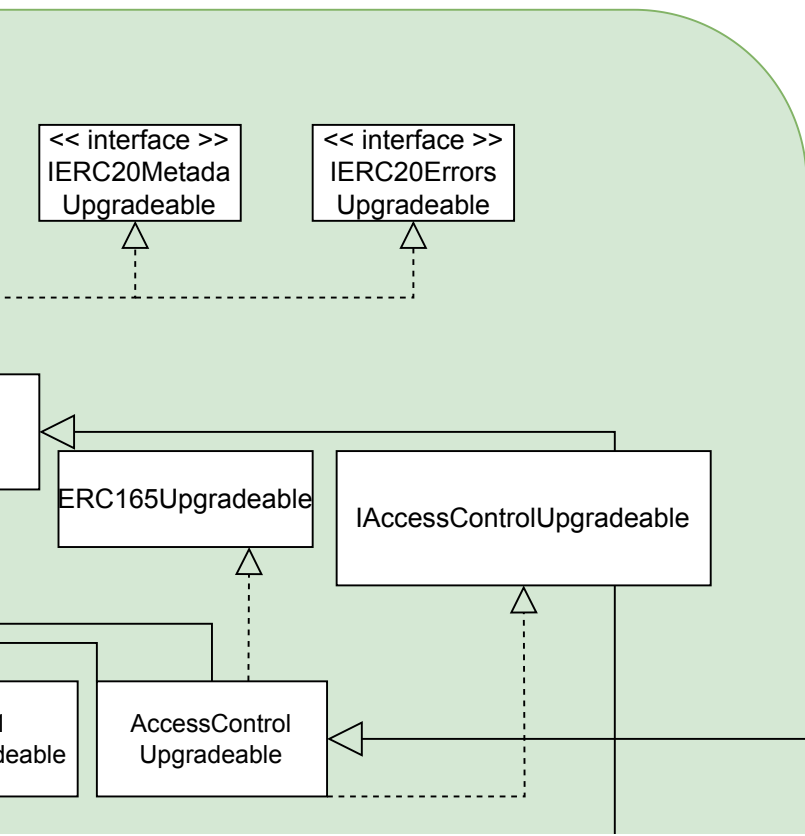 << interface >>
IERC20Metada
Upgradeable
<< interface >>
IERC20Errors
Upgradeable
ERC165Upgradeable
IAccessControlUpgradeable
AccessControl
Upgradeable